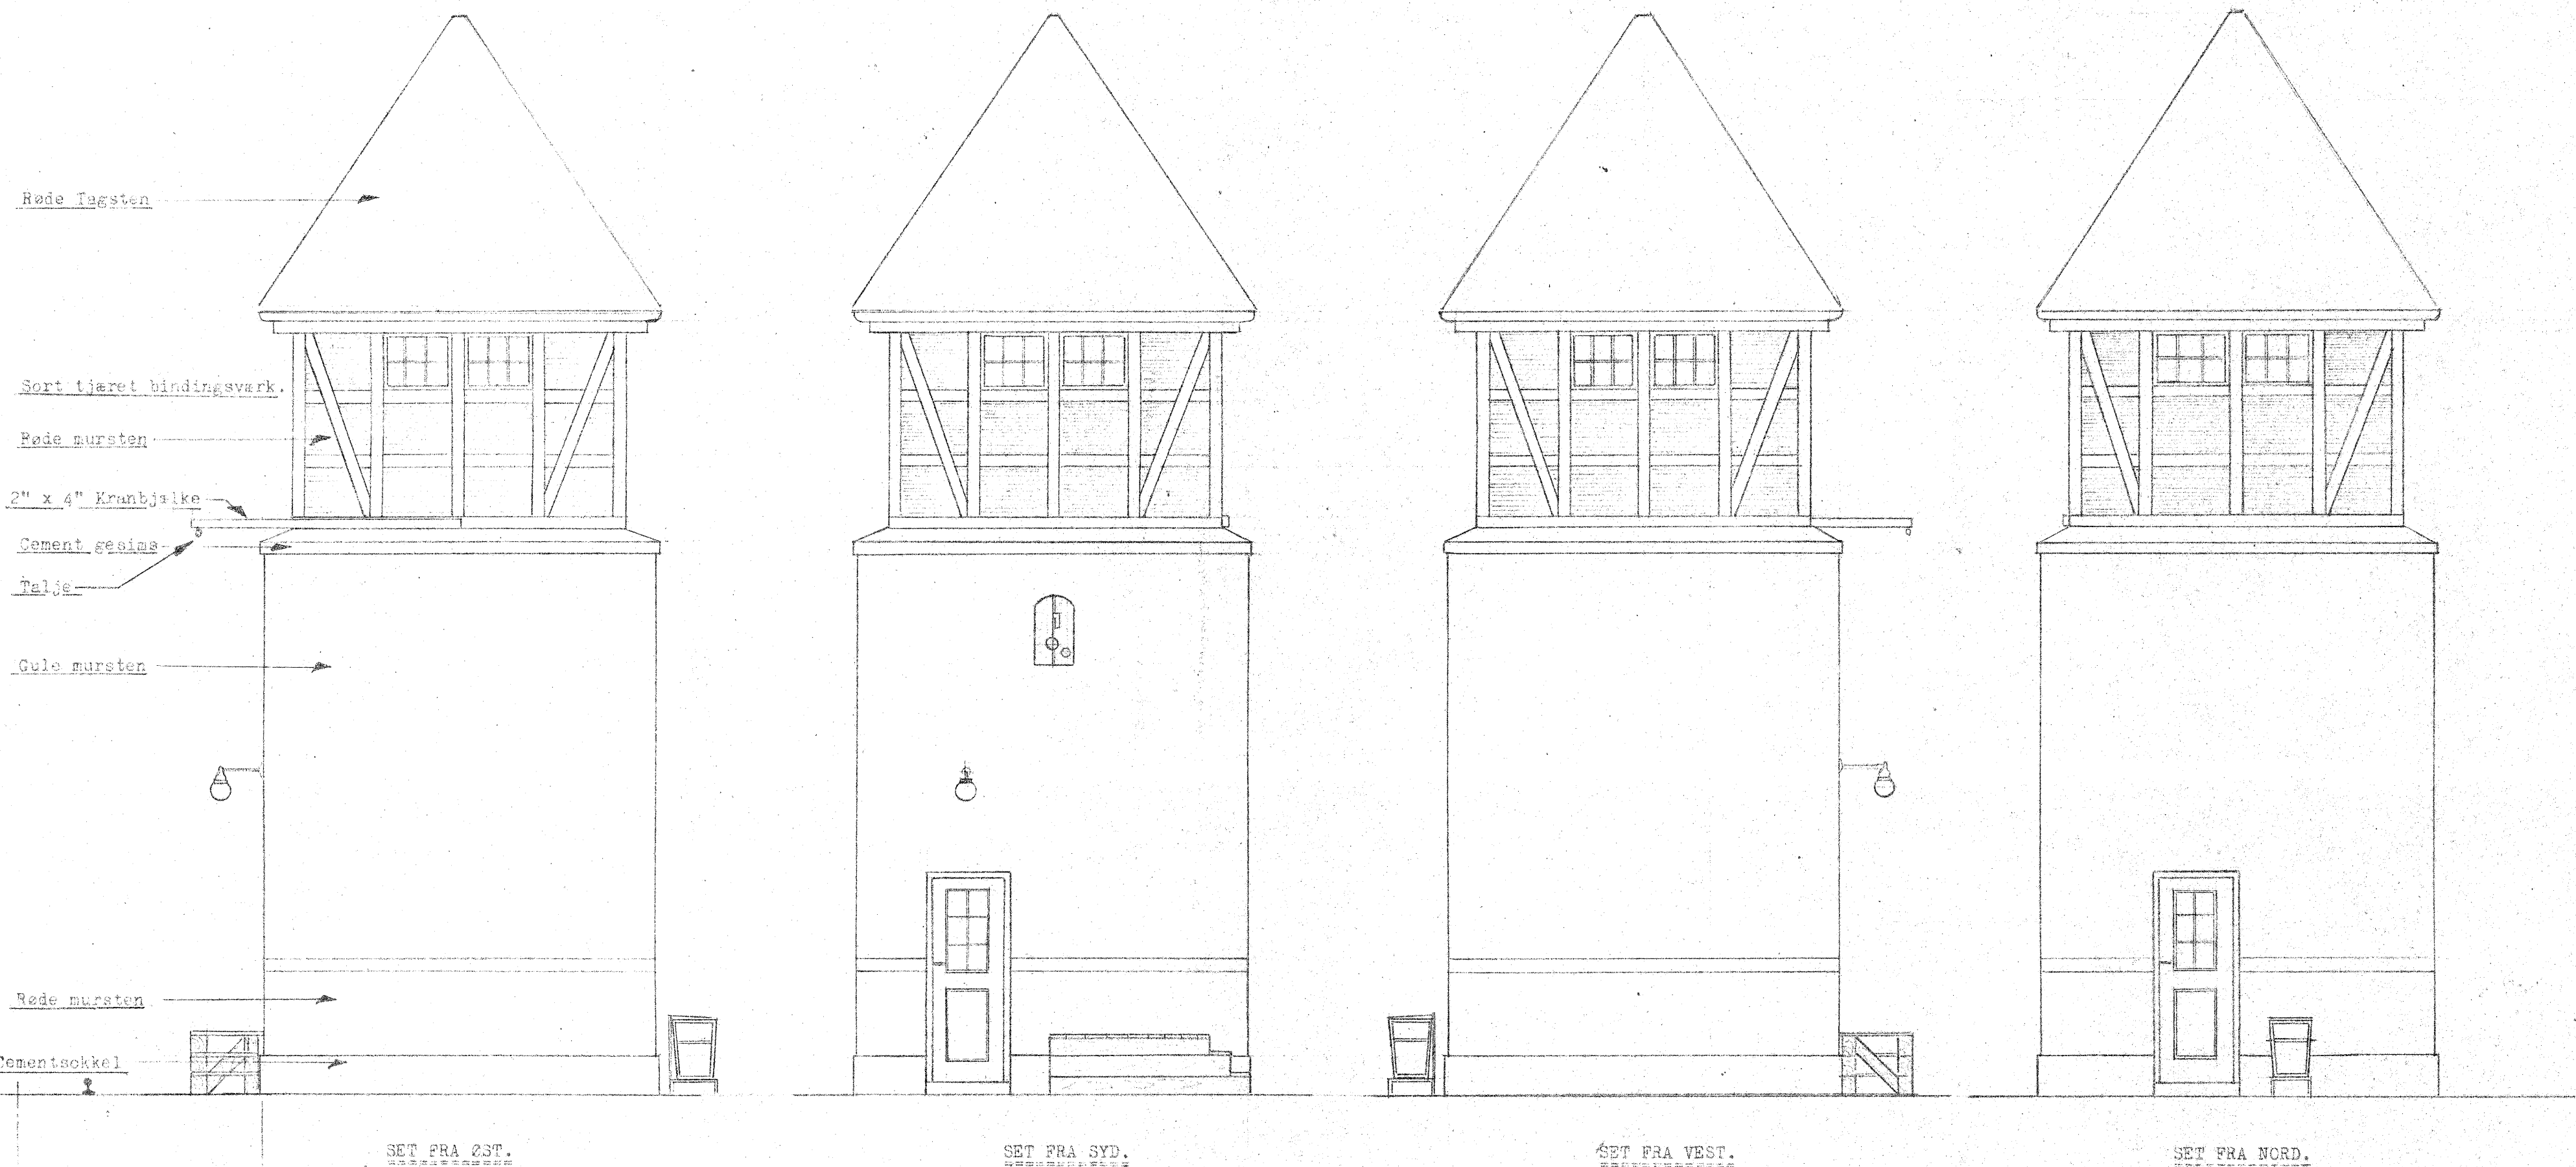 Røde Tagsten
Sort tjæret bindingsværk.
Røde mursten
2" x 4" Kranbjælke
Cement gesims
Talje
Gule mursten
Røde mursten
Cementsokkel
SET FRA ØST.
SET FRA SYD.
SET FRA VEST.
SET FRA NORD.